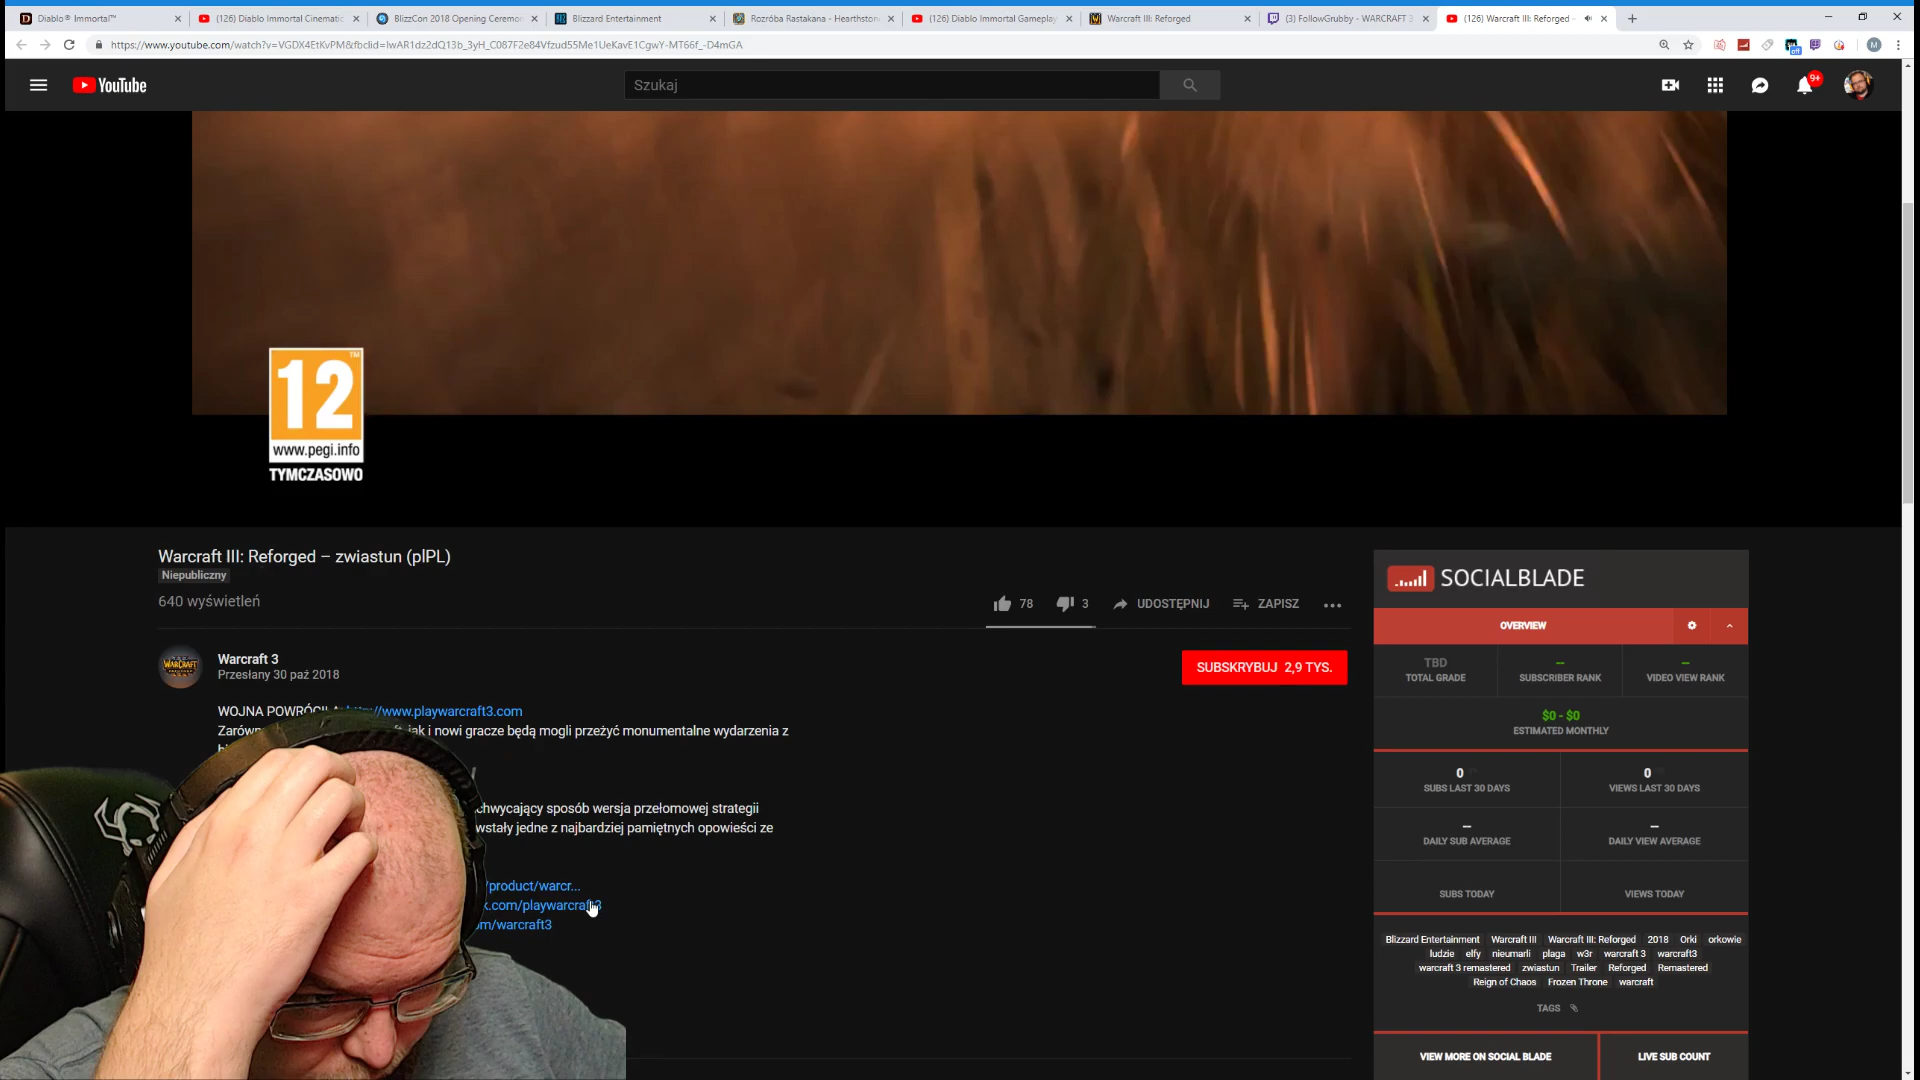 Diablo® Immortal™
(126) Diablo Immortal Cinematic
BlizzCon 2018 Opening Ceremon
Blizzard Entertainment
Rozróba Rastakana - Hearthston
(126) Diablo Immortal Gameplay
Warcraft III: Reforged
(3) FollowGrubby - WARCRAFT 3
(126) Warcraft III: Reforged –
https://www.youtube.com/watch?v=VGDX4EtKvPM&fbclid=IwAR1dz2dQ13b_3yH_C087F2e84Vfzud55Me1UeKavE1CgwY-MT66f_-D4mGA
off
M
YouTube
Szukaj
9+
12
TM
www.pegi.info
TYMCZASOWO
Warcraft III: Reforged – zwiastun (plPL)
Niepubliczny
640 wyświetleń
78
3
UDOSTĘPNIJ
ZAPISZ
WARCRAFT
Warcraft 3
Przesłany 30 paź 2018
SUBSKRYBUJ 2,9 TYS.
WOJNA POWRÓCIŁA http://www.playwarcraft3.com
Zarówn jak i nowi gracze będą mogli przeżyć monumentalne wydarzenia z
chwycający sposób wersja przełomowej strategii
wstały jedne z najbardziej pamiętnych opowieści ze
/product/warcr...
k.com/playwarcraft3
om/warcraft3
SOCIALBLADE
OVERVIEW
TBD
TOTAL GRADE
--
SUBSCRIBER RANK
--
VIDEO VIEW RANK
$0 - $0
ESTIMATED MONTHLY
0
SUBS LAST 30 DAYS
0
VIEWS LAST 30 DAYS
--
DAILY SUB AVERAGE
--
DAILY VIEW AVERAGE
SUBS TODAY
VIEWS TODAY
Blizzard Entertainment Warcraft III Warcraft III: Reforged 2018 Orki orkowie
ludzie elfy nieumarli plaga w3r warcraft 3 warcraft3
warcraft 3 remastered zwiastun Trailer Reforged Remastered
Reign of Chaos Frozen Throne warcraft
TAGS
VIEW MORE ON SOCIAL BLADE
LIVE SUB COUNT